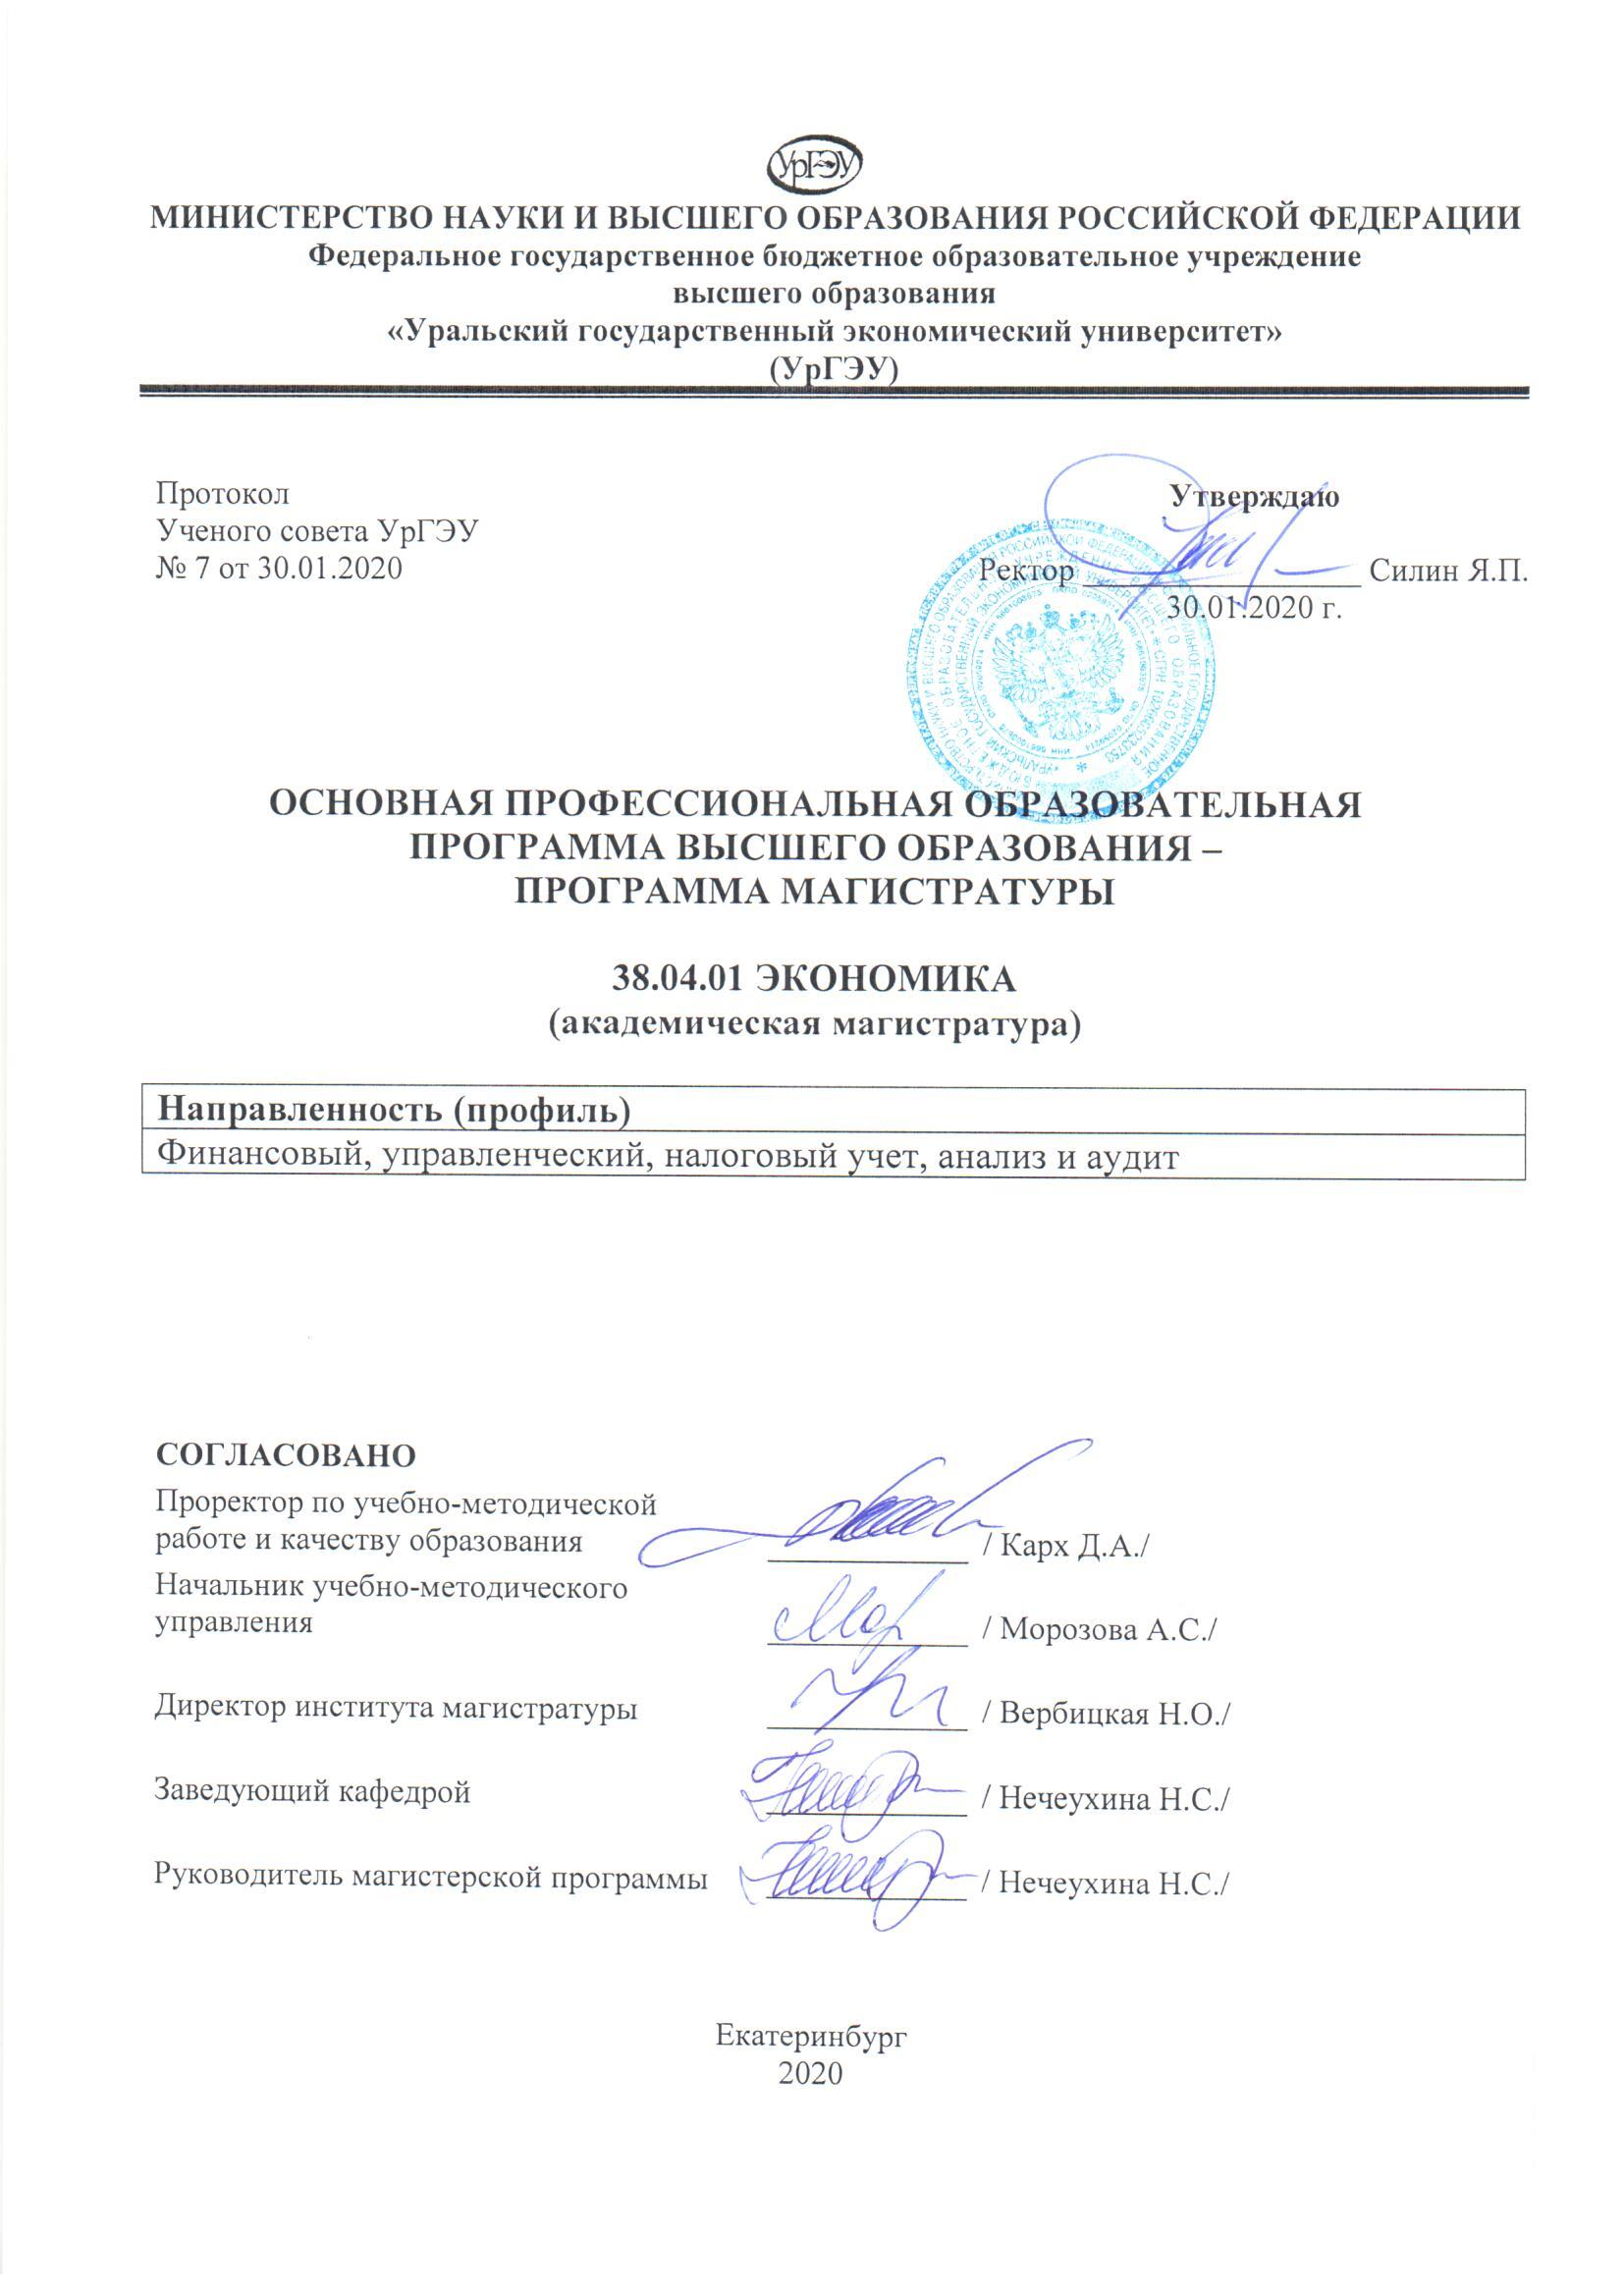 УрГЭУ
МИНИСТЕРСТВО НАУКИ И ВЫСШЕГО ОБРАЗОВАНИЯ РОССИЙСКОЙ ФЕДЕРАЦИИ
Федеральное государственное бюджетное образовательное учреждение
высшего образования
«Уральский государственный экономический университет»
(УрГЭУ)
Протокол
Ученого совета УрГЭУ
№ 7 от 30.01.2020
Утверждаю
Ректор Силин Я.П.
30.01.2020 г.
ОСНОВНАЯ ПРОФЕССИОНАЛЬНАЯ ОБРАЗОВАТЕЛЬНАЯ
ПРОГРАММА ВЫСШЕГО ОБРАЗОВАНИЯ –
ПРОГРАММА МАГИСТРАТУРЫ
38.04.01 ЭКОНОМИКА
(академическая магистратура)
Направленность (профиль)
Финансовый, управленческий, налоговый учет, анализ и аудит
СОГЛАСОВАНО
Проректор по учебно-методической
работе и качеству образования / Карх Д.А./
Начальник учебно-методического
управления / Морозова А.С./
Директор института магистратуры / Вербицкая Н.О./
Заведующий кафедрой / Нечеухина Н.С./
Руководитель магистерской программы / Нечеухина Н.С./
Екатеринбург
2020